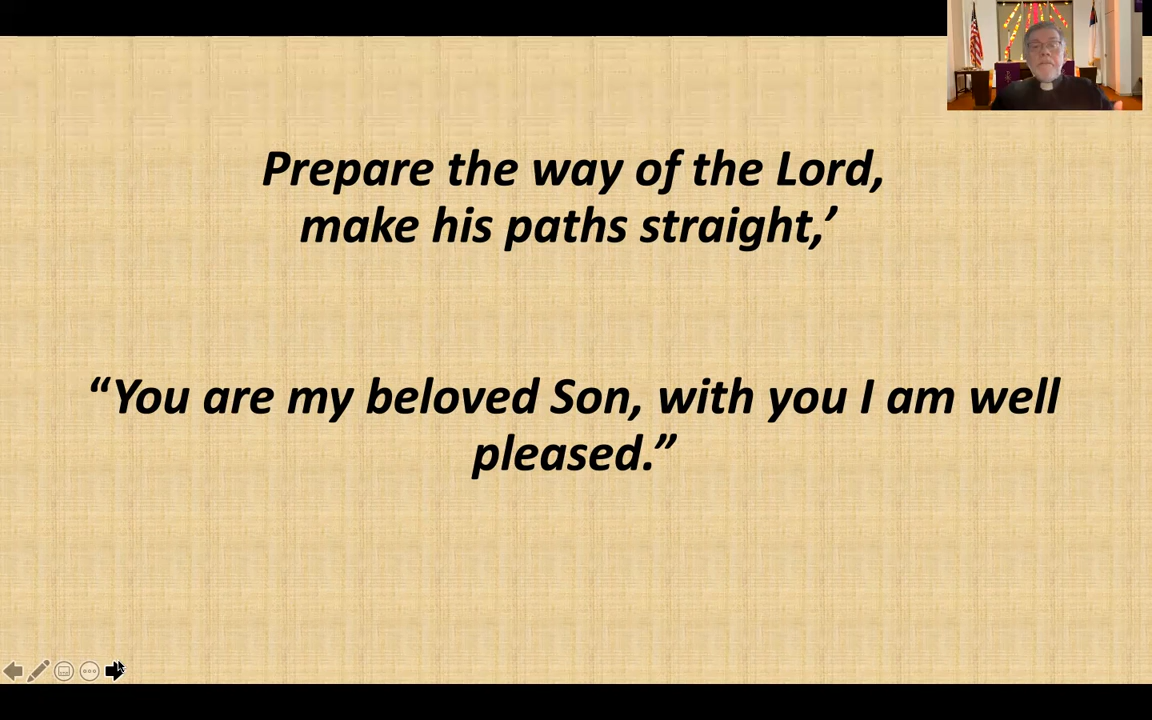 Prepare the way of the Lord,
make his paths straight,’
“You are my beloved Son, with you I am well
pleased.”